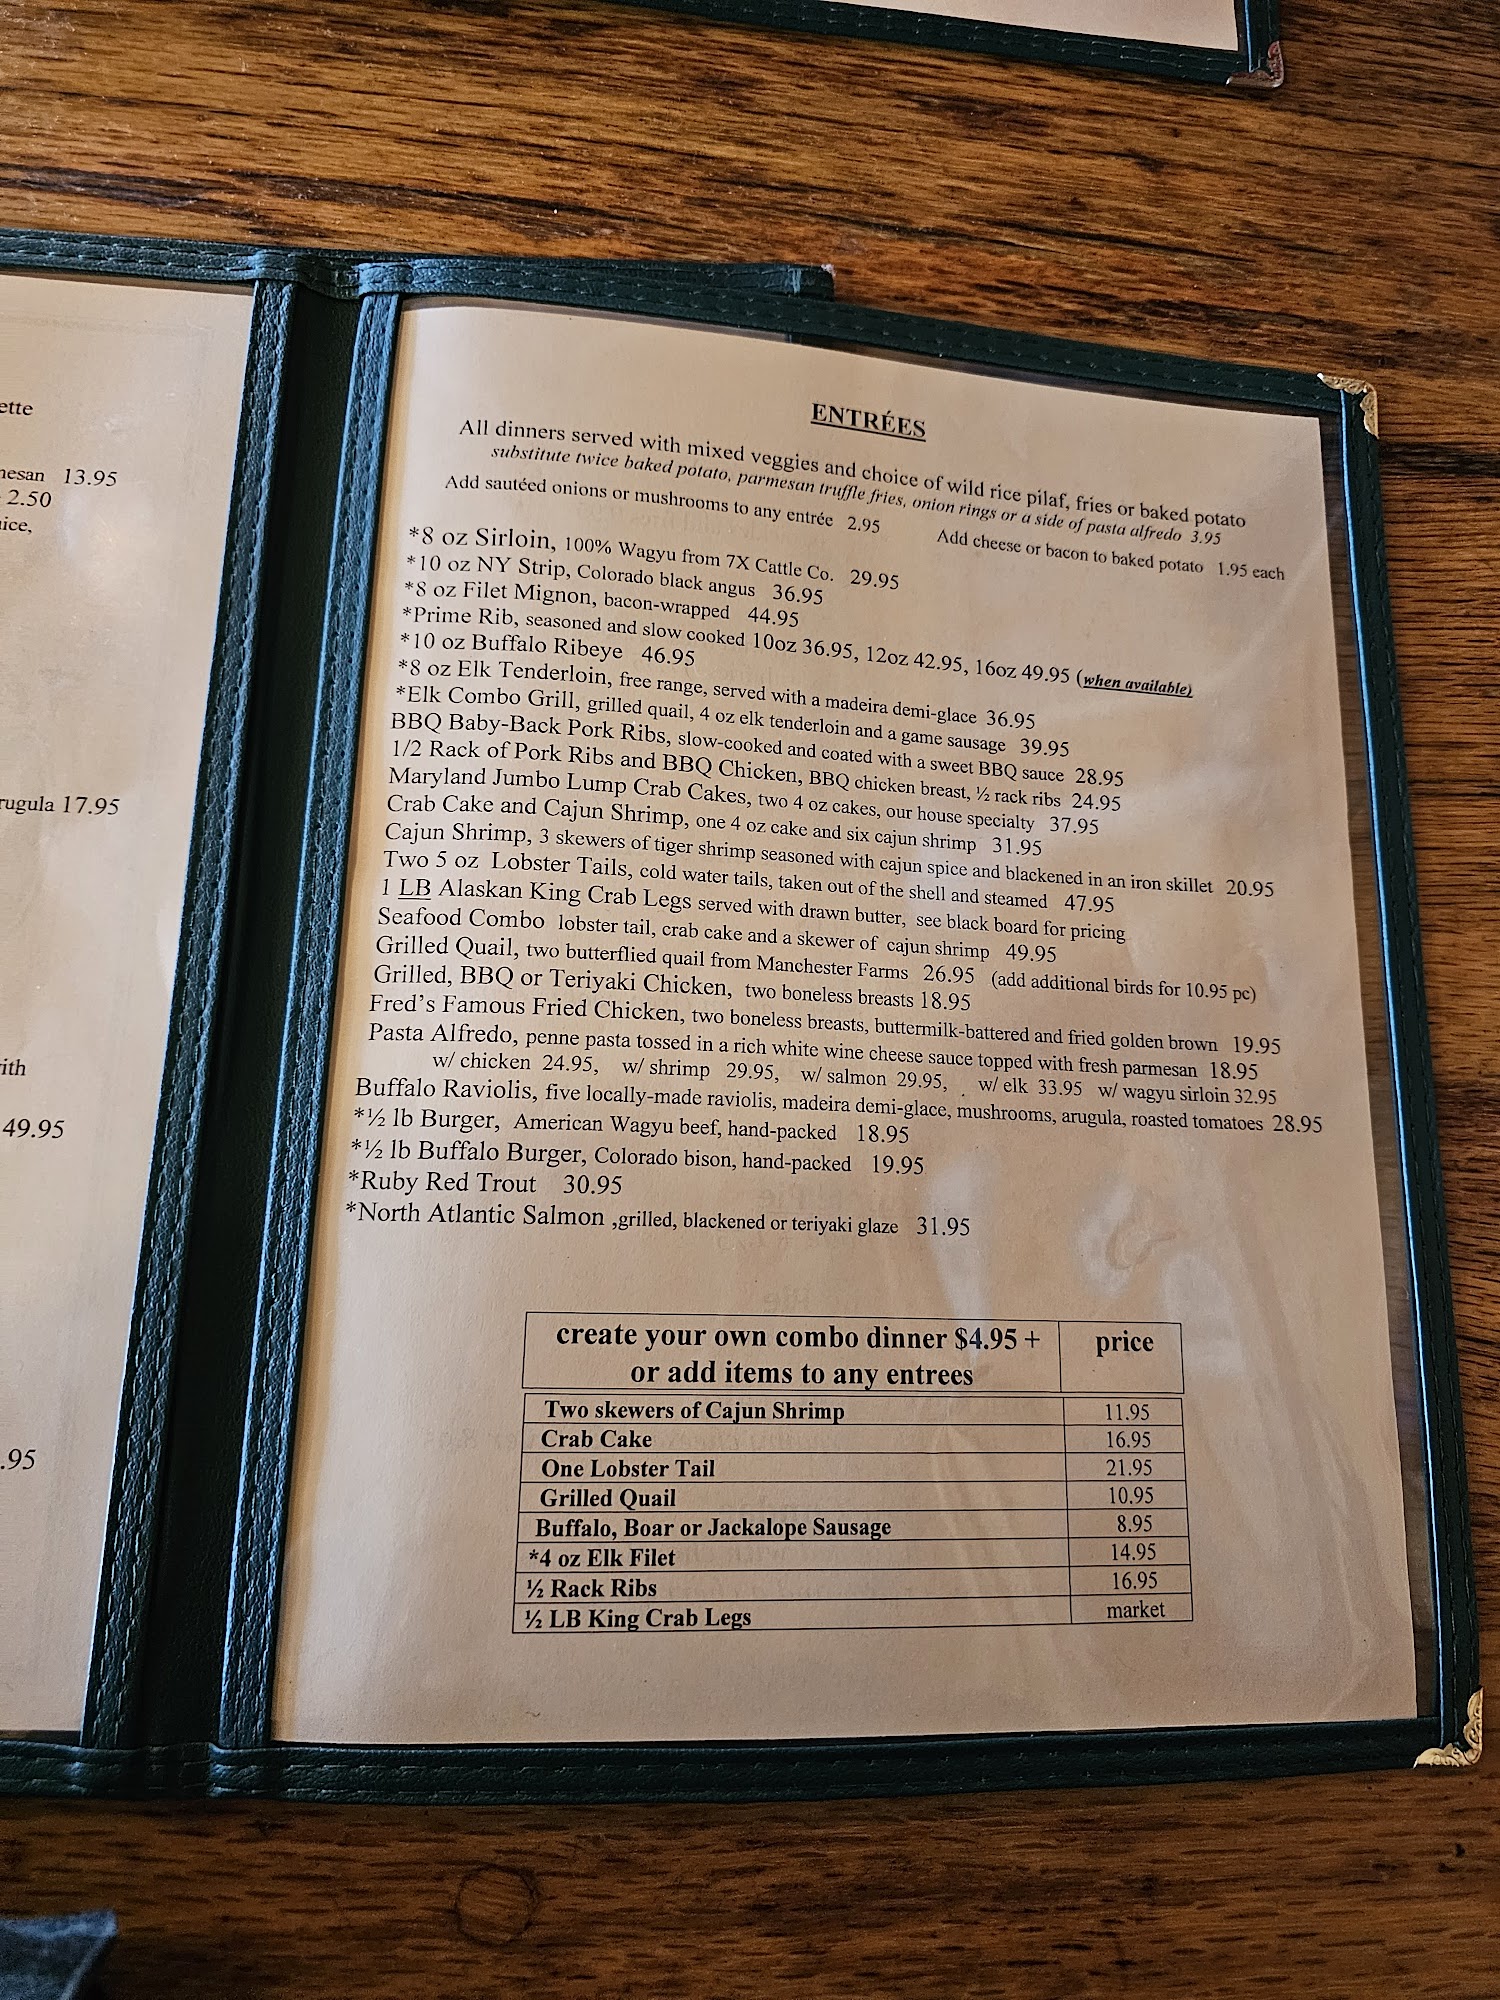 ette
nesan 13.95
2.50
uice,
rugula 17.95
ith
49.95
.95
ENTRÉES
All dinners served with mixed veggies and choice of wild rice pilaf, fries or baked potato
substitute twice baked potato, parmesan truffle fries, onion rings or a side of pasta alfredo 3.95
Add sautéed onions or mushrooms to any entrée 2.95 Add cheese or bacon to baked potato 1.95 each
*8 oz Sirloin, 100% Wagyu from 7X Cattle Co. 29.95
*10 oz NY Strip, Colorado black angus 36.95
*8 oz Filet Mignon, bacon-wrapped 44.95
*Prime Rib, seasoned and slow cooked 10oz 36.95, 12oz 42.95, 16oz 49.95 (when available)
*10 oz Buffalo Ribeye 46.95
*8 oz Elk Tenderloin, free range, served with a madeira demi-glace 36.95
*Elk Combo Grill, grilled quail, 4 oz elk tenderloin and a game sausage 39.95
BBQ Baby-Back Pork Ribs, slow-cooked and coated with a sweet BBQ sauce 28.95
1/2 Rack of Pork Ribs and BBQ Chicken, BBQ chicken breast, ½ rack ribs 24.95
Maryland Jumbo Lump Crab Cakes, two 4 oz cakes, our house specialty 37.95
Crab Cake and Cajun Shrimp, one 4 oz cake and six cajun shrimp 31.95
Cajun Shrimp, 3 skewers of tiger shrimp seasoned with cajun spice and blackened in an iron skillet 20.95
Two 5 oz Lobster Tails, cold water tails, taken out of the shell and steamed 47.95
1 LB Alaskan King Crab Legs served with drawn butter, see black board for pricing
Seafood Combo lobster tail, crab cake and a skewer of cajun shrimp 49.95
Grilled Quail, two butterflied quail from Manchester Farms 26.95 (add additional birds for 10.95 pc)
Grilled, BBQ or Teriyaki Chicken, two boneless breasts 18.95
Fred's Famous Fried Chicken, two boneless breasts, buttermilk-battered and fried golden brown 19.95
Pasta Alfredo, penne pasta tossed in a rich white wine cheese sauce topped with fresh parmesan 18.95
w/ chicken 24.95, w/ shrimp 29.95, w/ salmon 29.95, w/ elk 33.95 w/ wagyu sirloin 32.95
Buffalo Raviolis, five locally-made raviolis, madeira demi-glace, mushrooms, arugula, roasted tomatoes 28.95
*½ lb Burger, American Wagyu beef, hand-packed 18.95
*½ lb Buffalo Burger, Colorado bison, hand-packed 19.95
*Ruby Red Trout 30.95
*North Atlantic Salmon ,grilled, blackened or teriyaki glaze 31.95
create your own combo dinner $4.95 + price
or add items to any entrees
Two skewers of Cajun Shrimp 11.95
Crab Cake 16.95
One Lobster Tail 21.95
Grilled Quail 10.95
Buffalo, Boar or Jackalope Sausage 8.95
*4 oz Elk Filet 14.95
½ Rack Ribs 16.95
½ LB King Crab Legs market